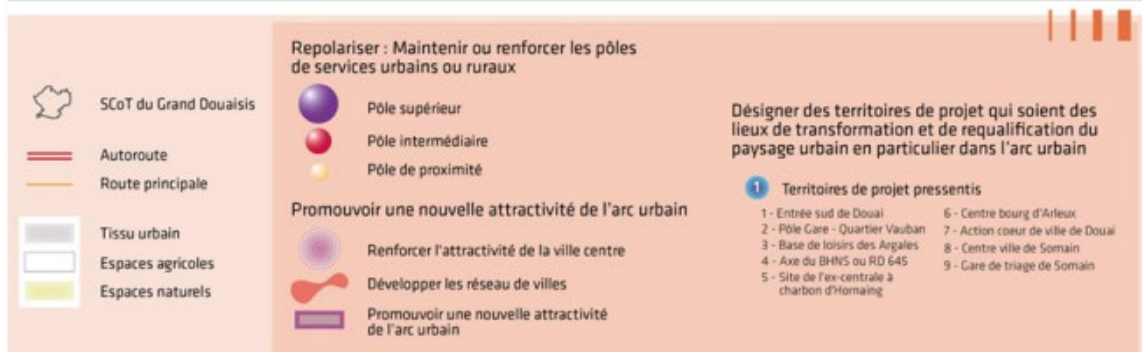 SCoT du Grand Douaisis
Autoroute
Route principale
Tissu urbain
Espaces agricoles
Espaces naturels
Repolariser : Maintenir ou renforcer les pôles
de services urbains ou ruraux
Pôle supérieur
Pôle intermédiaire
Pôle de proximité
Promouvoir une nouvelle attractivité de l'arc urbain
Renforcer l'attractivité de la ville centre
Développer les réseau de villes
Promouvoir une nouvelle attractivité
de l'arc urbain
Désigner des territoires de projet qui soient des
lieux de transformation et de requalification du
paysage urbain en particulier dans l'arc urbain
1 Territoires de projet pressentis
1 - Entrée sud de Douai
2 - Pôle Gare - Quartier Vauban
3 - Base de loisirs des Argales
4 - Axe du BHNS ou RD 645
5 - Site de l'ex-centrale à
charbon d'Hornaing
6 - Centre bourg d'Arleux
7 - Action coeur de ville de Douai
8 - Centre ville de Somain
9 - Gare de triage de Somain